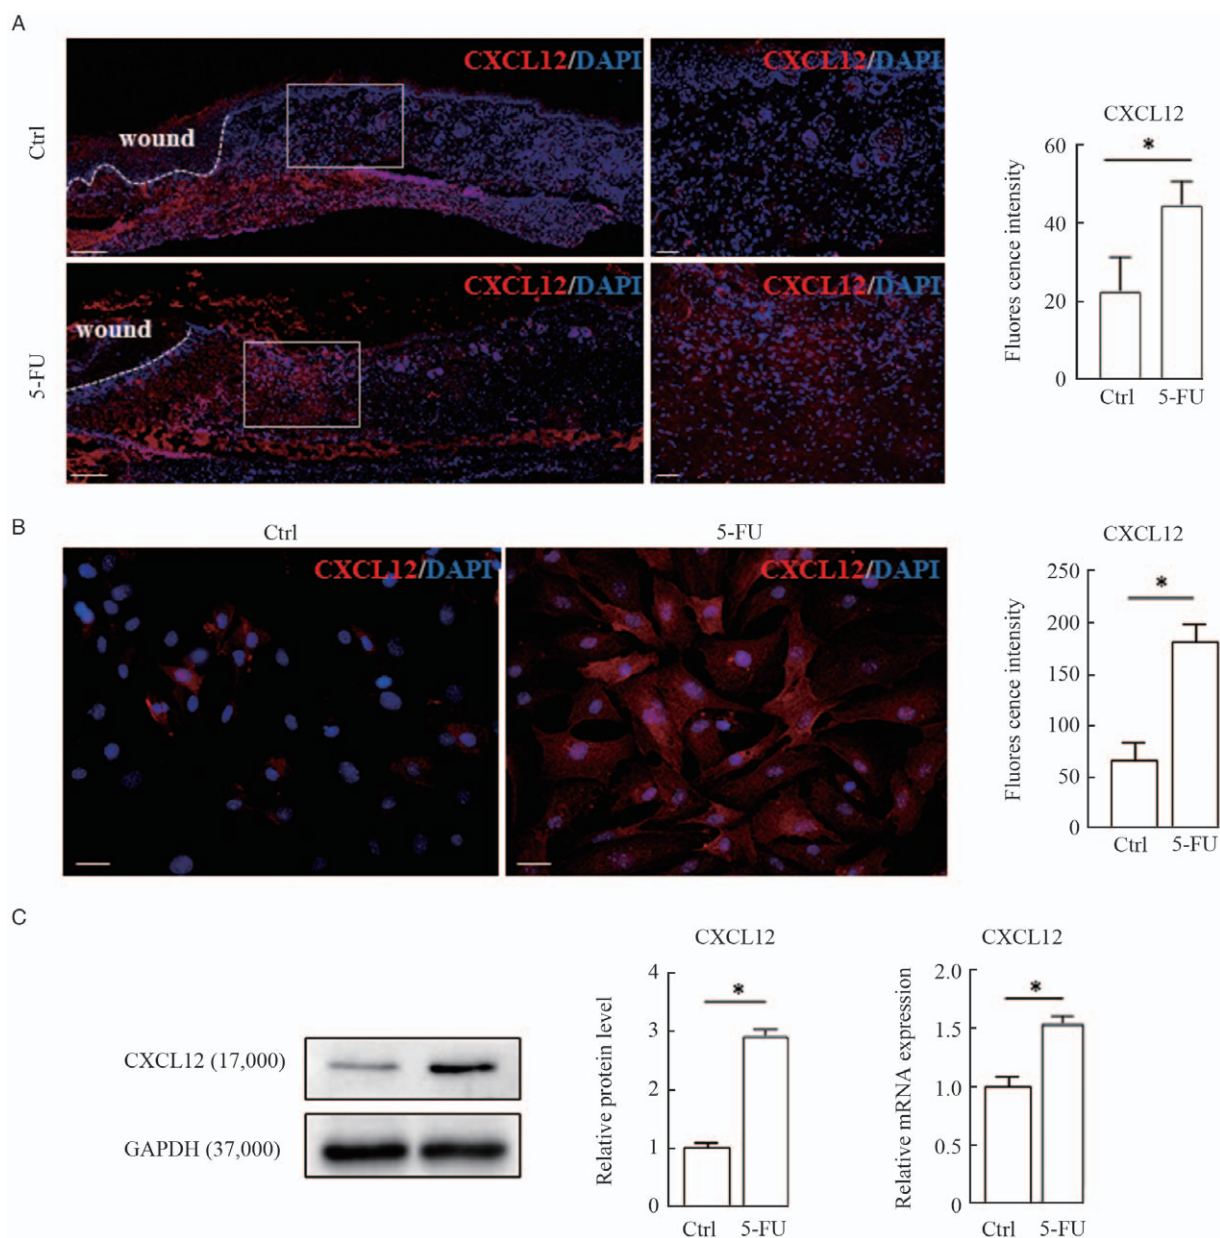 A
Ctrl
CXCL12/DAPI
wound
CXCL12/DAPI
5-FU
CXCL12/DAPI
wound
CXCL12/DAPI
CXCL12
Fluores cence intensity
60
40
20
0
*
Ctrl 5-FU
B
Ctrl
CXCL12/DAPI
5-FU
CXCL12/DAPI
CXCL12
Fluores cence intensity
250
200
150
100
50
0
*
Ctrl 5-FU
C
CXCL12 (17,000)
GAPDH (37,000)
CXCL12
Relative protein level
4
3
2
1
0
*
Ctrl 5-FU
CXCL12
Relative mRNA expression
2.0
1.5
1.0
0.5
0
*
Ctrl 5-FU